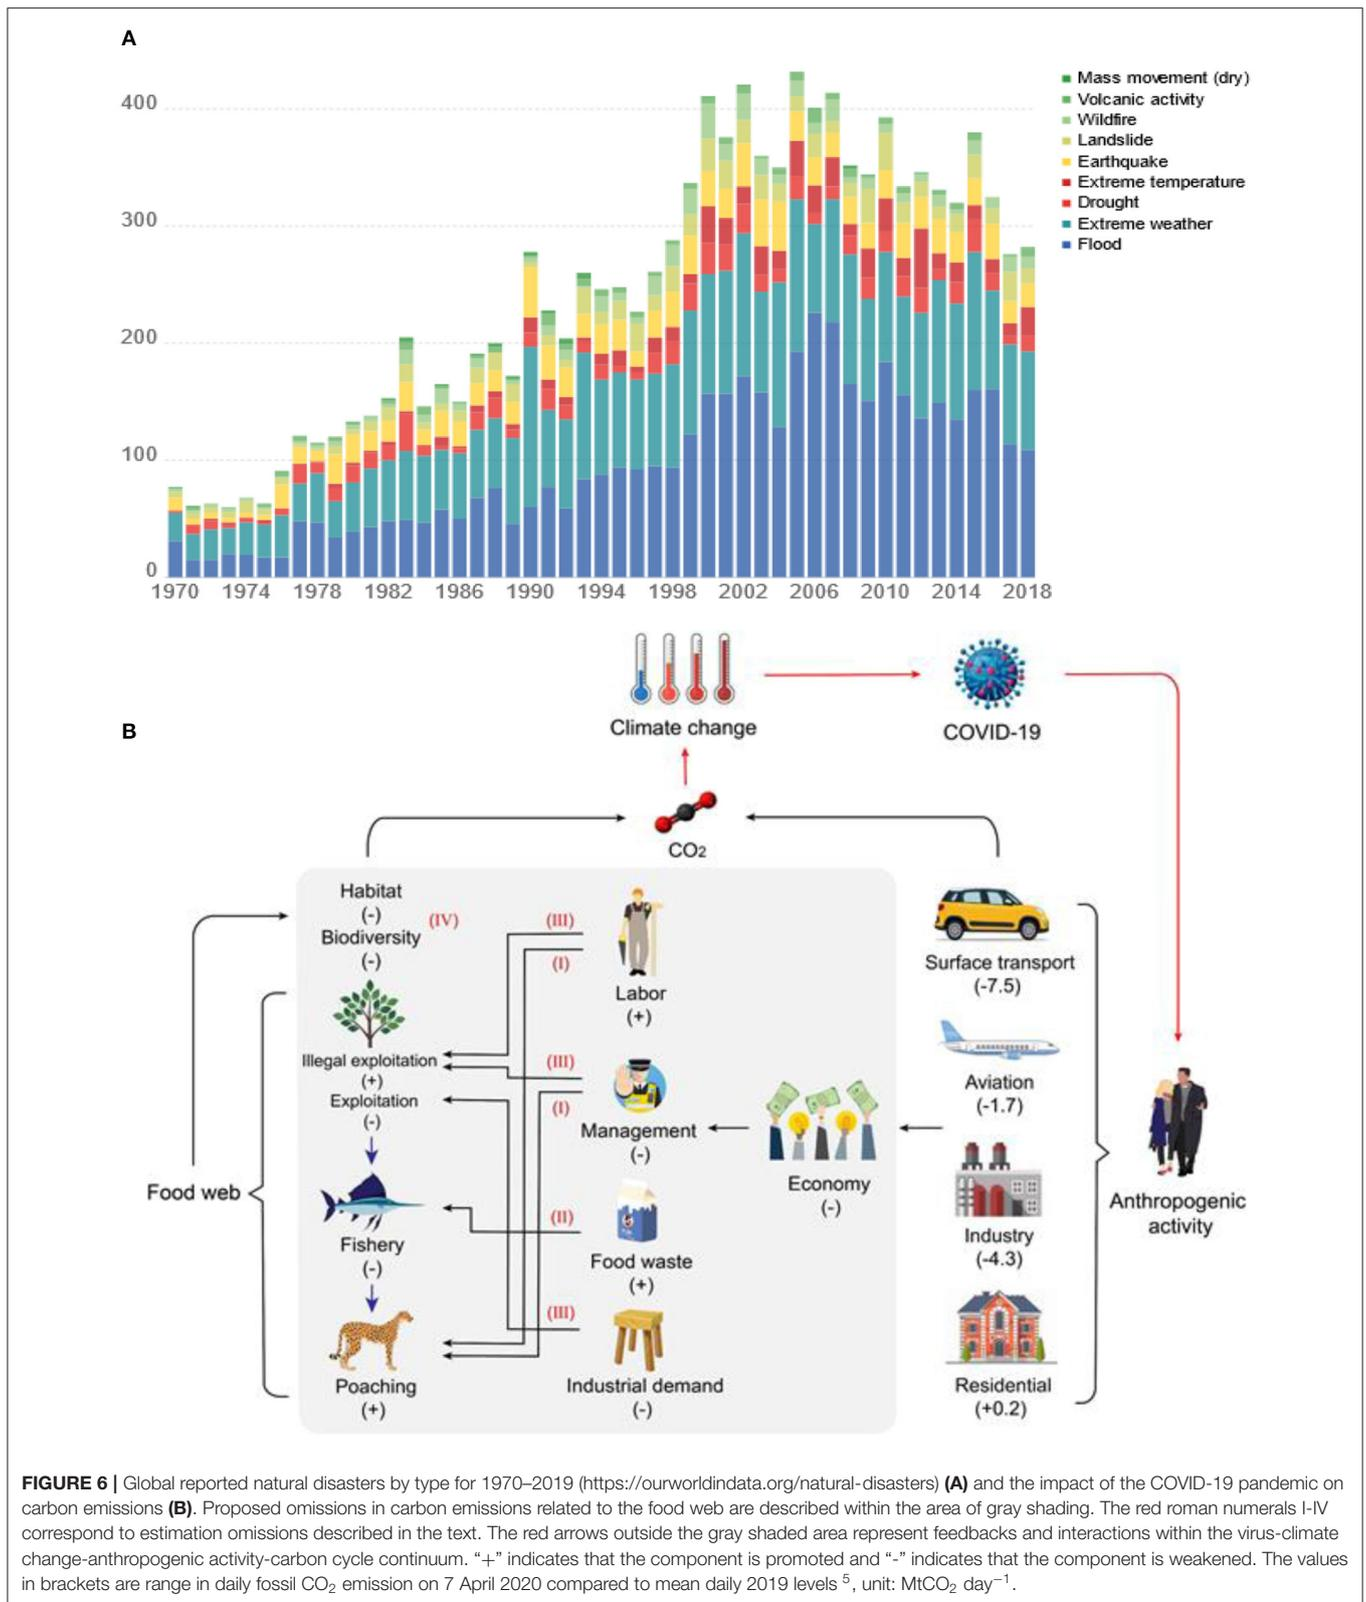 A
400
300
200
100
0
1970 1974 1978 1982 1986 1990 1994 1998 2002 2006 2010 2014 2018
Mass movement (dry)
Volcanic activity
Wildfire
Landslide
Earthquake
Extreme temperature
Drought
Extreme weather
Flood
B
Climate change
COVID-19
CO₂
Habitat
(-)
Biodiversity
(-)
(IV)
Illegal exploitation
(+)
Exploitation
(-)
Fishery
(-)
Poaching
(+)
Food web
(III)
(I)
Labor
(+)
(III)
(I)
Management
(-)
(II)
Food waste
(+)
(III)
Industrial demand
(-)
Economy
(-)
Surface transport
(-7.5)
Aviation
(-1.7)
Industry
(-4.3)
Residential
(+0.2)
Anthropogenic
activity
FIGURE 6 | Global reported natural disasters by type for 1970–2019 (https://ourworldindata.org/natural-disasters) (A) and the impact of the COVID-19 pandemic on
carbon emissions (B). Proposed omissions in carbon emissions related to the food web are described within the area of gray shading. The red roman numerals I-IV
correspond to estimation omissions described in the text. The red arrows outside the gray shaded area represent feedbacks and interactions within the virus-climate
change-anthropogenic activity-carbon cycle continuum. “+” indicates that the component is promoted and “-” indicates that the component is weakened. The values
in brackets are range in daily fossil CO₂ emission on 7 April 2020 compared to mean daily 2019 levels ⁵, unit: MtCO₂ day⁻¹.